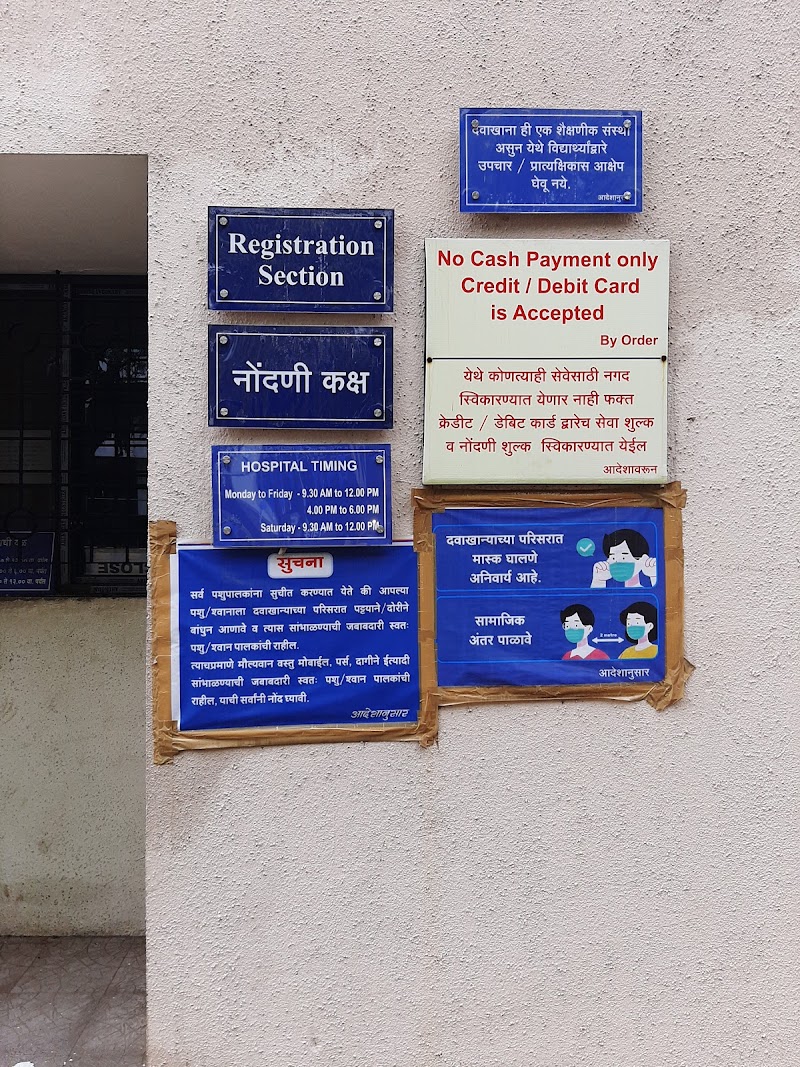 दवाखाना ही एक शैक्षणीक संस्था
असुन येथे विद्यार्थ्यांद्वारे
उपचार / प्रात्यक्षिकास आक्षेप
घेवू नये.
आदेशानुसार
Registration
Section
नोंदणी कक्ष
HOSPITAL TIMING
Monday to Friday - 9.30 AM to 12.00 PM
4.00 PM to 6.00 PM
Saturday - 9.30 AM to 12.00 PM
No Cash Payment only
Credit / Debit Card
is Accepted
By Order
येथे कोणत्याही सेवेसाठी नगद
स्विकारण्यात येणार नाही फक्त
क्रेडीट / डेबिट कार्ड द्वारेच सेवा शुल्क
व नोंदणी शुल्क स्विकारण्यात येईल
आदेशावरून
सुचना
सर्व पशुपालकांना सुचीत करण्यात येते की आपल्या
पशु/श्वानाला दवाखान्याच्या परिसरात पट्टयाने/दोरीने
बांधुन आणावे व त्यास सांभाळण्याची जबाबदारी स्वतः
पशु/श्वान पालकांची राहील.
त्याचप्रमाणे मौल्यवान वस्तु मोबाईल, पर्स, दागीने ईत्यादी
सांभाळण्याची जबाबदारी स्वतः पशु/श्वान पालकांची
राहील, याची सर्वांनी नोंद घ्यावी.
आदेशानुसार
दवाखान्याच्या परिसरात
मास्क घालणे
अनिवार्य आहे.
सामाजिक
अंतर पाळावे
आदेशानुसार